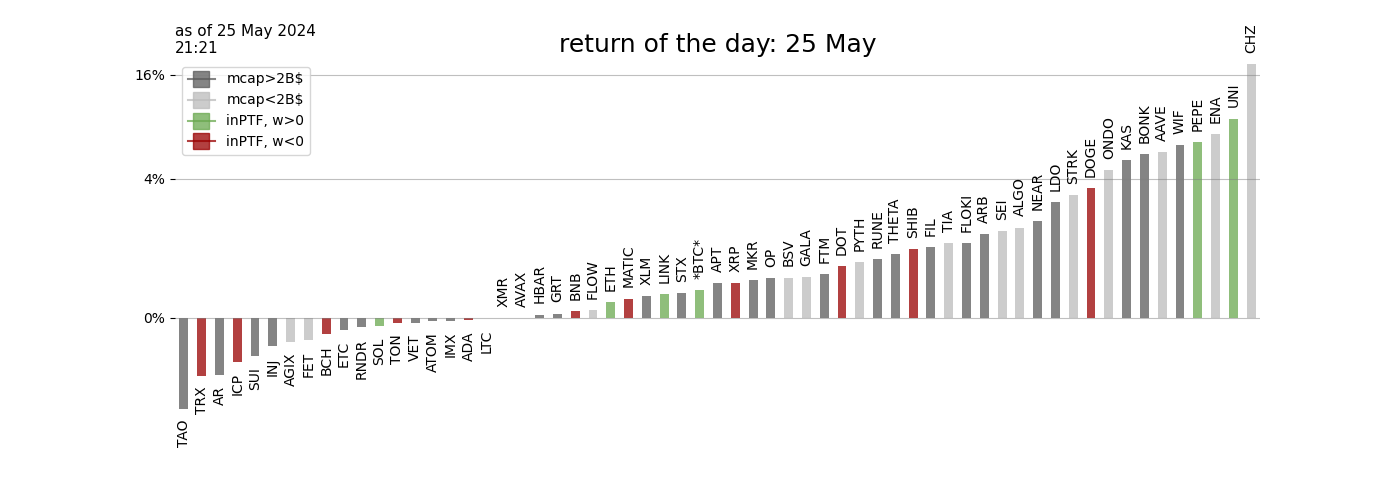 as of 25 May 2024
21:21
return of the day: 25 May
16%
4%
0%
mcap>2B$
mcap<2B$
inPTF, w>0
inPTF, w<0
TAO
TRX
AR
ICP
SUI
INJ
AGIX
FET
BCH
ETC
RNDR
SOL
TON
VET
ATOM
IMX
ADA
LTC
XMR
AVAX
HBAR
GRT
BNB
FLOW
ETH
MATIC
XLM
LINK
STX
*BTC*
APT
XRP
MKR
OP
BSV
GALA
FTM
DOT
PYTH
RUNE
THETA
SHIB
FIL
TIA
FLOKI
ARB
SEI
ALGO
NEAR
LDO
STRK
DOGE
ONDO
KAS
BONK
AAVE
WIF
PEPE
ENA
UNI
CHZ